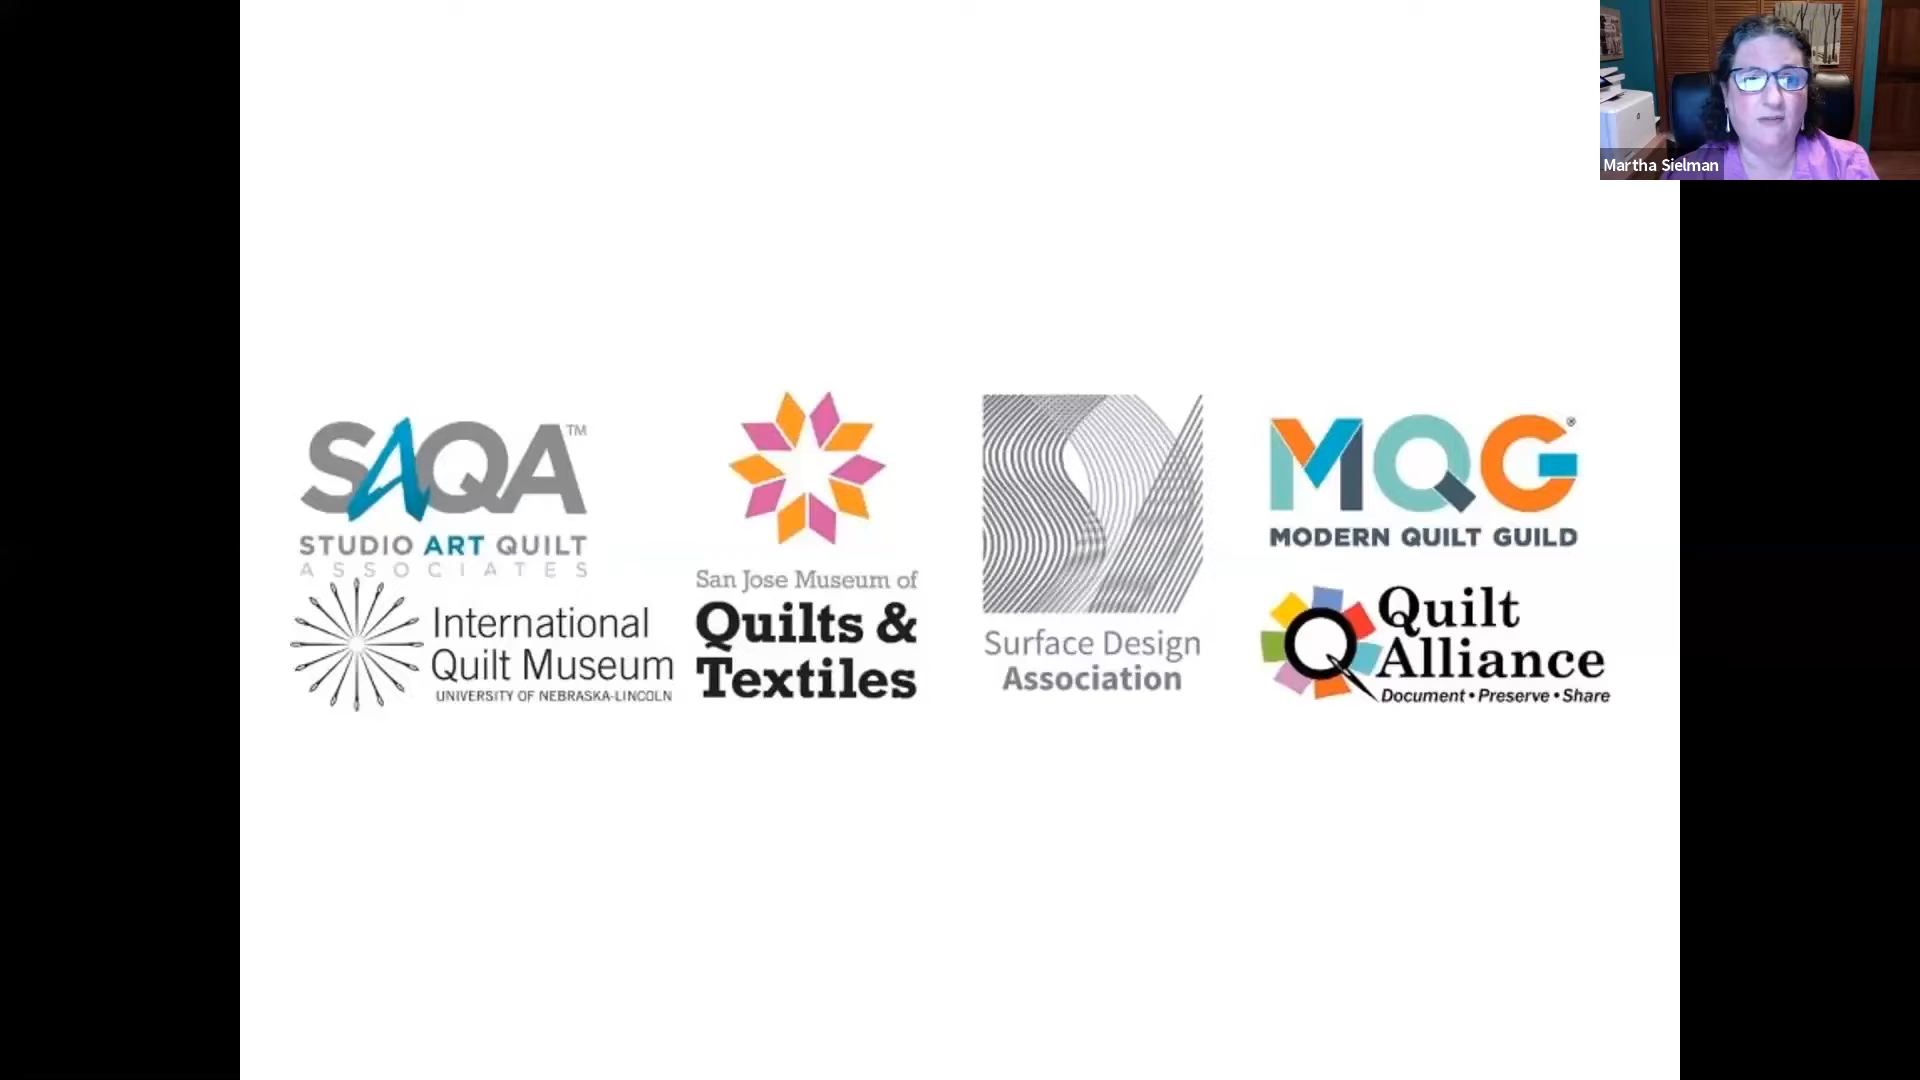 Martha Sielman
SAQA™
STUDIO ART QUILT
ASSOCIATES
International
Quilt Museum
UNIVERSITY OF NEBRASKA-LINCOLN
San Jose Museum of
Quilts &
Textiles
Surface Design
Association
MQG®
MODERN QUILT GUILD
Quilt
Alliance
Document • Preserve • Share